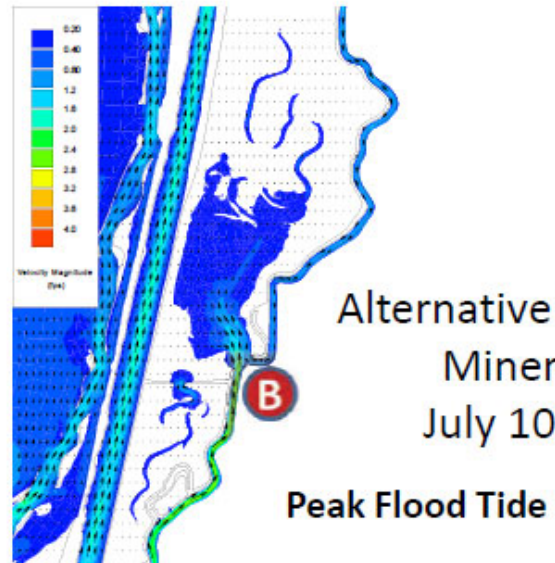 0.20
0.40
0.80
1.2
1.6
2.0
2.4
2.8
3.2
3.6
4.0
Velocity Magnitude
(fps)
B
Alternative
Miner
July 10
Peak Flood Tide